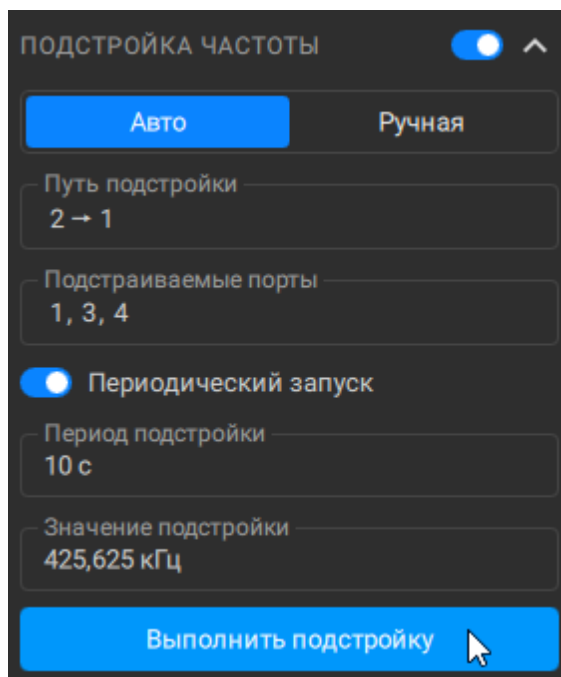 ПОДСТРОЙКА ЧАСТОТЫ
Авто Ручная
Путь подстройки
2 → 1
Подстраиваемые порты
1, 3, 4
Периодический запуск
Период подстройки
10 с
Значение подстройки
425,625 кГц
Выполнить подстройку